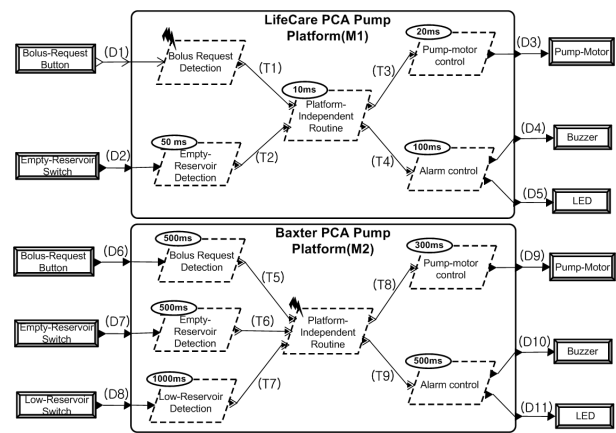 LifeCare PCA Pump
Platform(M1)
Bolus-Request
Button
(D1)
Bolus Request
Detection
(T1)
Empty-Reservoir
Switch
(D2)
50 ms
Empty-
Reservoir
Detection
(T2)
10ms
Platform-
Independent
Routine
(T3)
20ms
Pump-motor
control
(D3)
Pump-Motor
(T4)
100ms
Alarm control
(D4)
Buzzer
(D5)
LED
Baxter PCA Pump
Platform(M2)
Bolus-Request
Button
(D6)
500ms
Bolus Request
Detection
(T5)
Empty-Reservoir
Switch
(D7)
500ms
Empty-
Reservoir
Detection
(T6)
Low-Reservoir
Switch
(D8)
1000ms
Low-Reservoir
Detection
(T7)
Platform-
Independent
Routine
(T8)
300ms
Pump-motor
control
(D9)
Pump-Motor
(T9)
500ms
Alarm control
(D10)
Buzzer
(D11)
LED